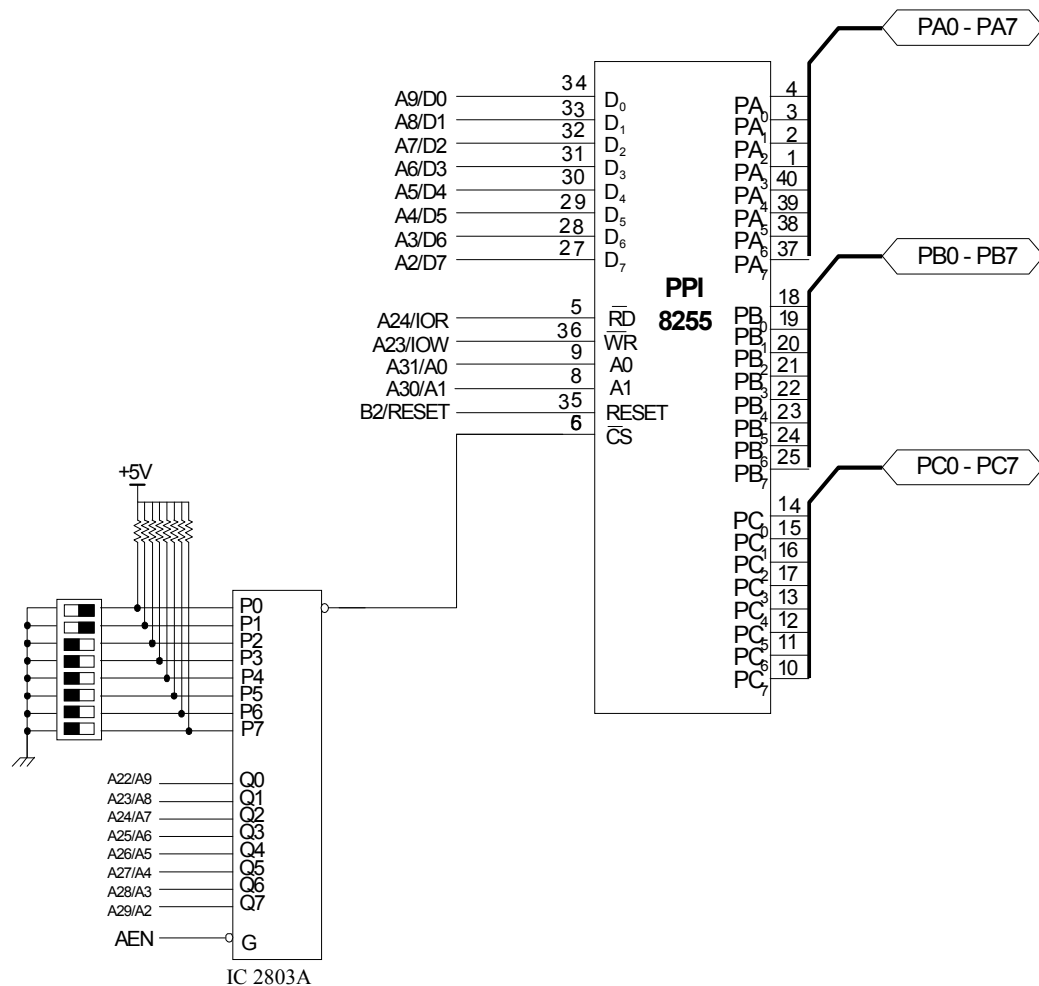 PA0 - PA7
PB0 - PB7
PC0 - PC7
PPI
8255
A9/D0 34 D0
A8/D1 33 D1
A7/D2 32 D2
A6/D3 31 D3
A5/D4 30 D4
A4/D5 29 D5
A3/D6 28 D6
A2/D7 27 D7
A24/IOR 5 RD
A23/IOW 36 WR
A31/A0 9 A0
A30/A1 8 A1
B2/RESET 35 RESET
6 CS
PA0 4
PA1 3
PA2 2
PA3 1
PA4 40
PA5 39
PA6 38
PA7 37
PB0 18
PB1 19
PB2 20
PB3 21
PB4 22
PB5 23
PB6 24
PB7 25
PC0 14
PC1 15
PC2 16
PC3 17
PC4 13
PC5 12
PC6 11
PC7 10
+5V
P0
P1
P2
P3
P4
P5
P6
P7
A22/A9 Q0
A23/A8 Q1
A24/A7 Q2
A25/A6 Q3
A26/A5 Q4
A27/A4 Q5
A28/A3 Q6
A29/A2 Q7
AEN G
IC 2803A